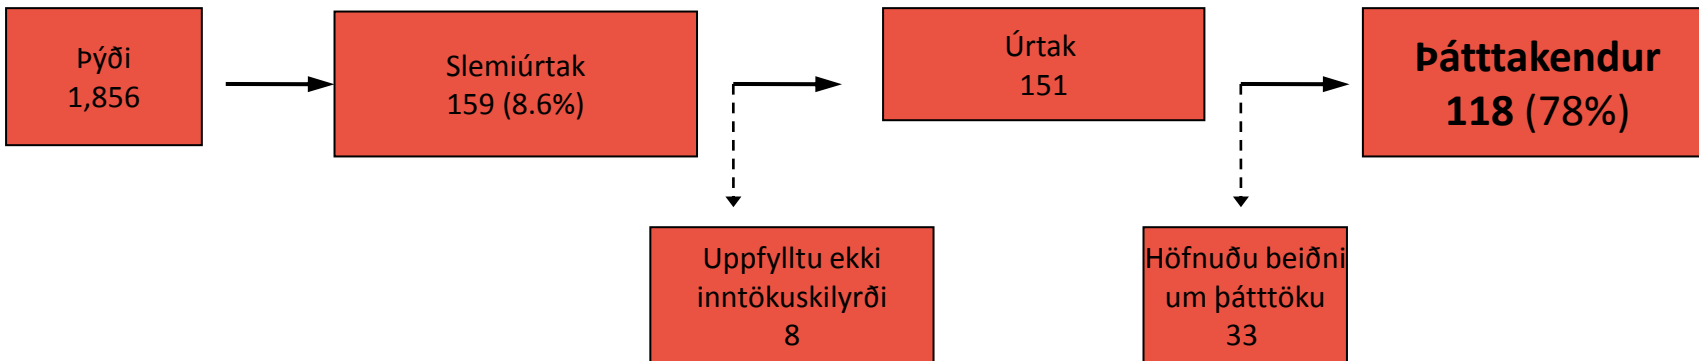 Þýði
1,856
Slemiúrtak
159 (8.6%)
Úrtak
151
Þátttakendur
118 (78%)
Uppfylltu ekki
inntökuskilyrði
8
Höfnuðu beiðni
um þátttöku
33